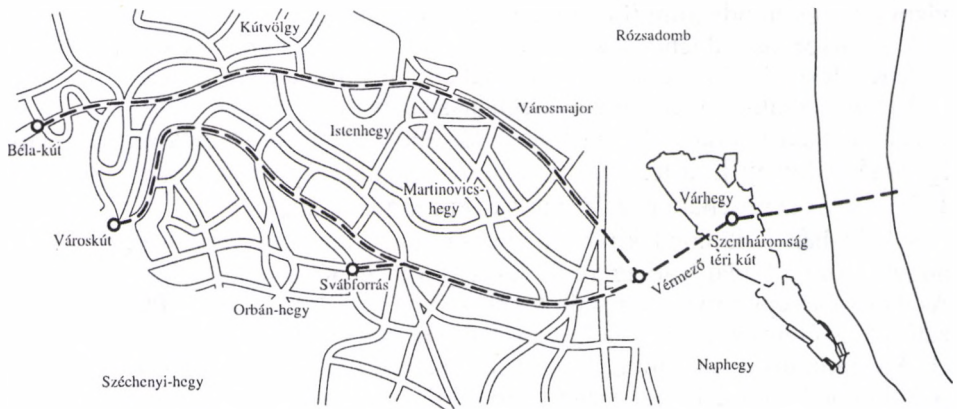 Kútvölgy
Rózsadomb
Városmajor
Istenhegy
Béla-kút
Martinovics-
hegy
Várhegy
Városkút
Szentháromság
téri kút
Vérmező
Svábforrás
Orbán-hegy
Naphegy
Széchenyi-hegy